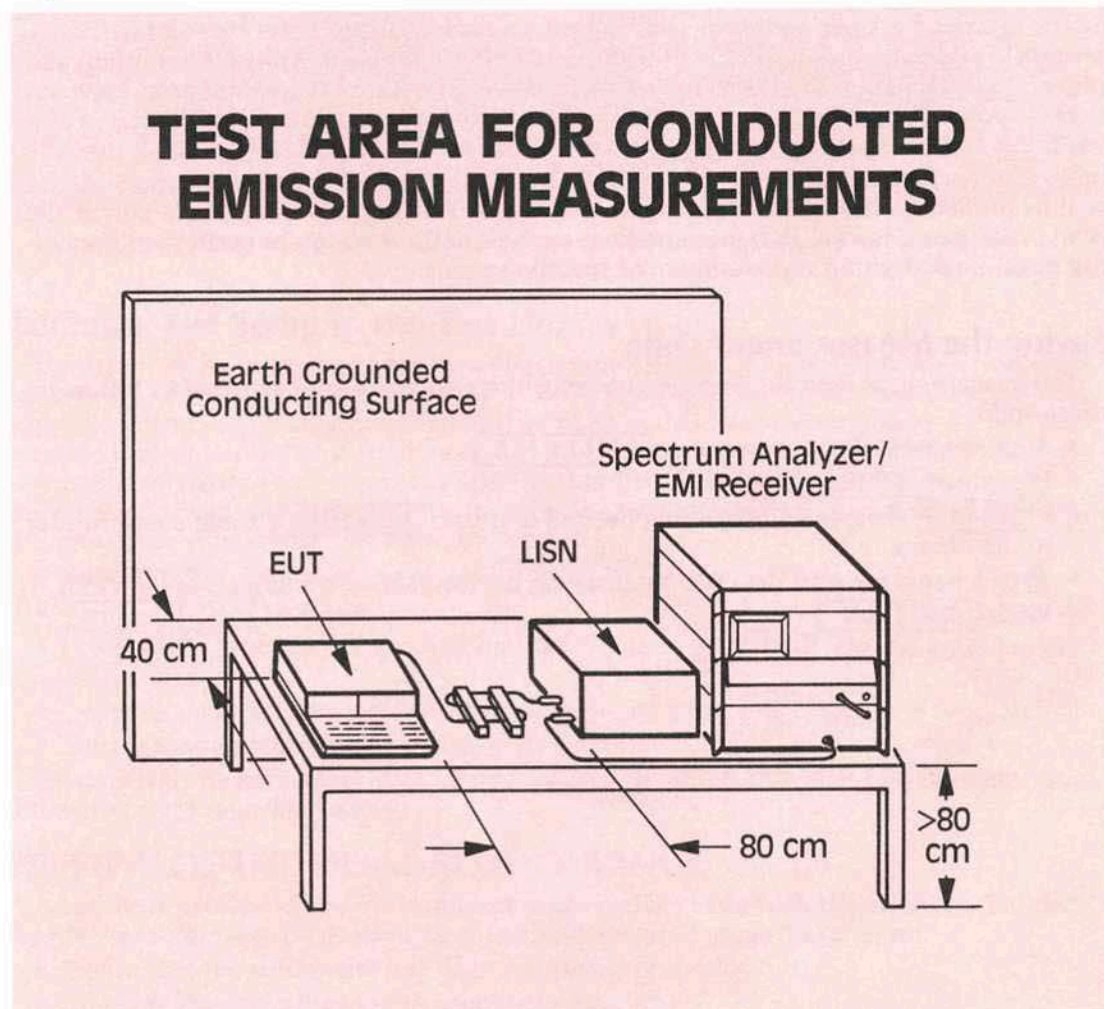 TEST AREA FOR CONDUCTED
EMISSION MEASUREMENTS
Earth Grounded
Conducting Surface
Spectrum Analyzer/
EMI Receiver
EUT
LISN
40 cm
80 cm
>80
cm